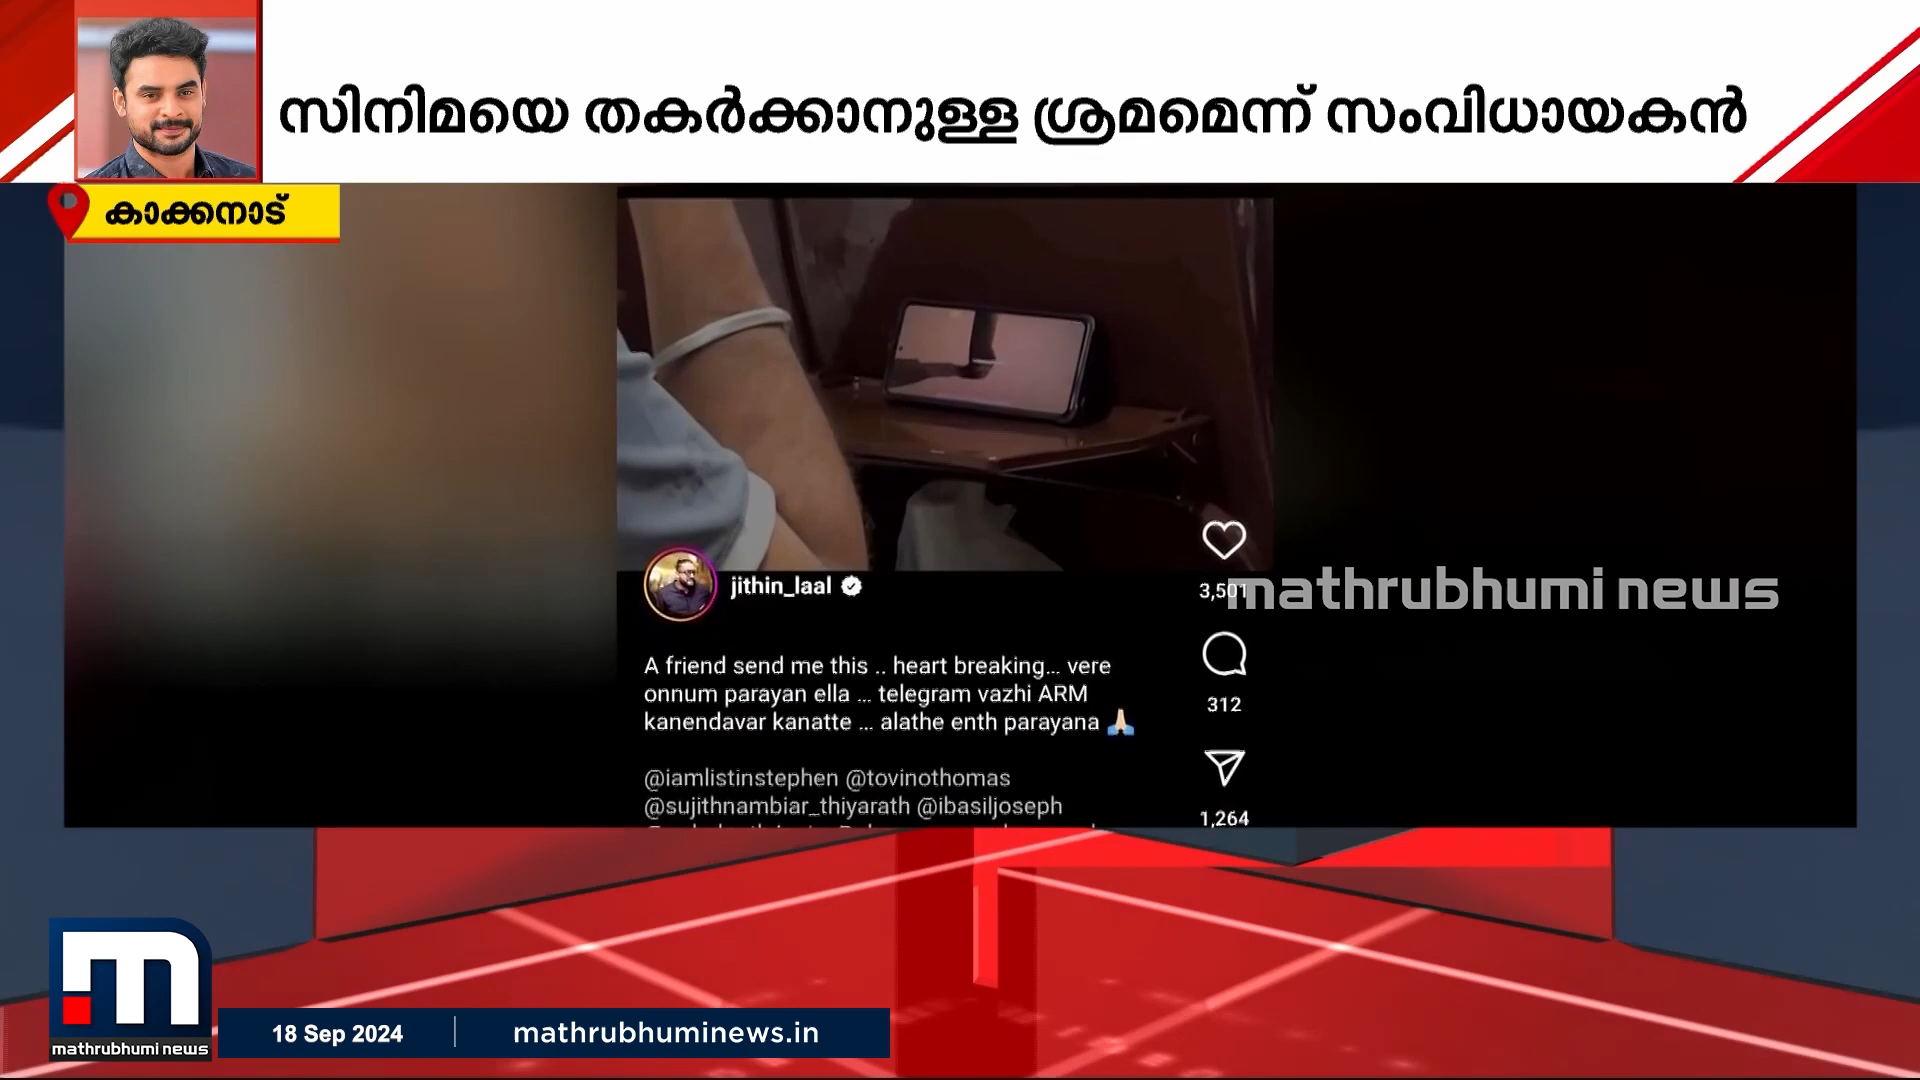 സിനിമയെ തകർക്കാനുള്ള ശ്രമമെന്ന് സംവിധായകൻ
കാക്കനാട്
jithin_laal
3,501
mathrubhumi news
A friend send me this .. heart breaking... vere
onnum parayan ella ... telegram vazhi ARM
kanendavar kanatte ... alathe enth parayana 🙏🏻
312
@iamlistinstephen @tovinothomas
@sujithnambiar_thiyarath @ibasiljoseph
1,264
mathrubhumi news
18 Sep 2024
mathrubhuminews.in